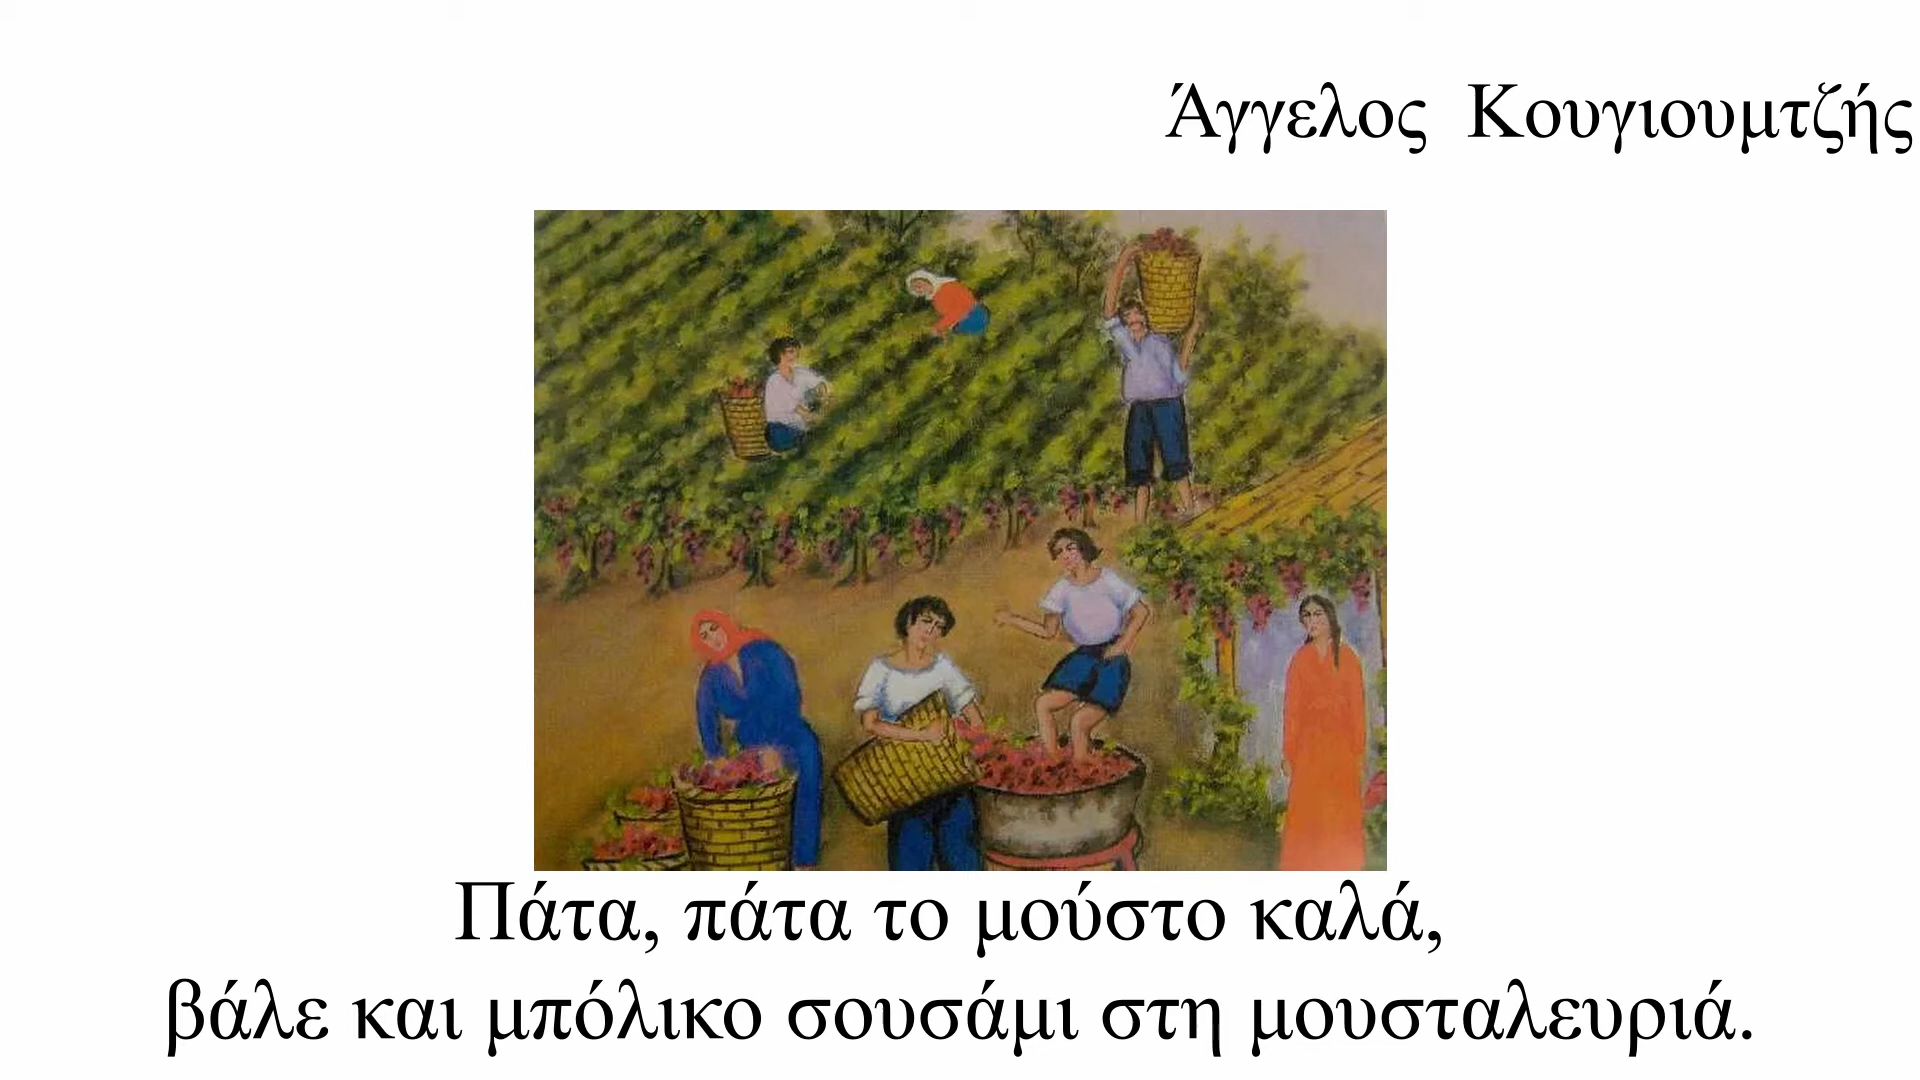 Άγγελος Κουγιουμτζής
Πάτα, πάτα το μούστο καλά,
βάλε και μπόλικο σουσάμι στη μουσταλευριά.